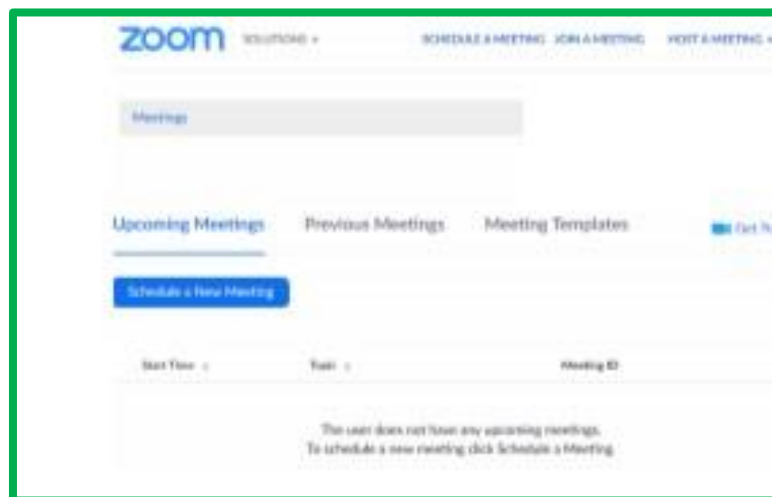 zoom SOLUTIONS SCHEDULE A MEETING JOIN A MEETING HOST A MEETING
Meetings
Upcoming Meetings Previous Meetings Meeting Templates Get
Schedule a New Meeting
Start Time Topic Meeting ID
The user does not have any upcoming meetings.
To schedule a new meeting click Schedule a Meeting